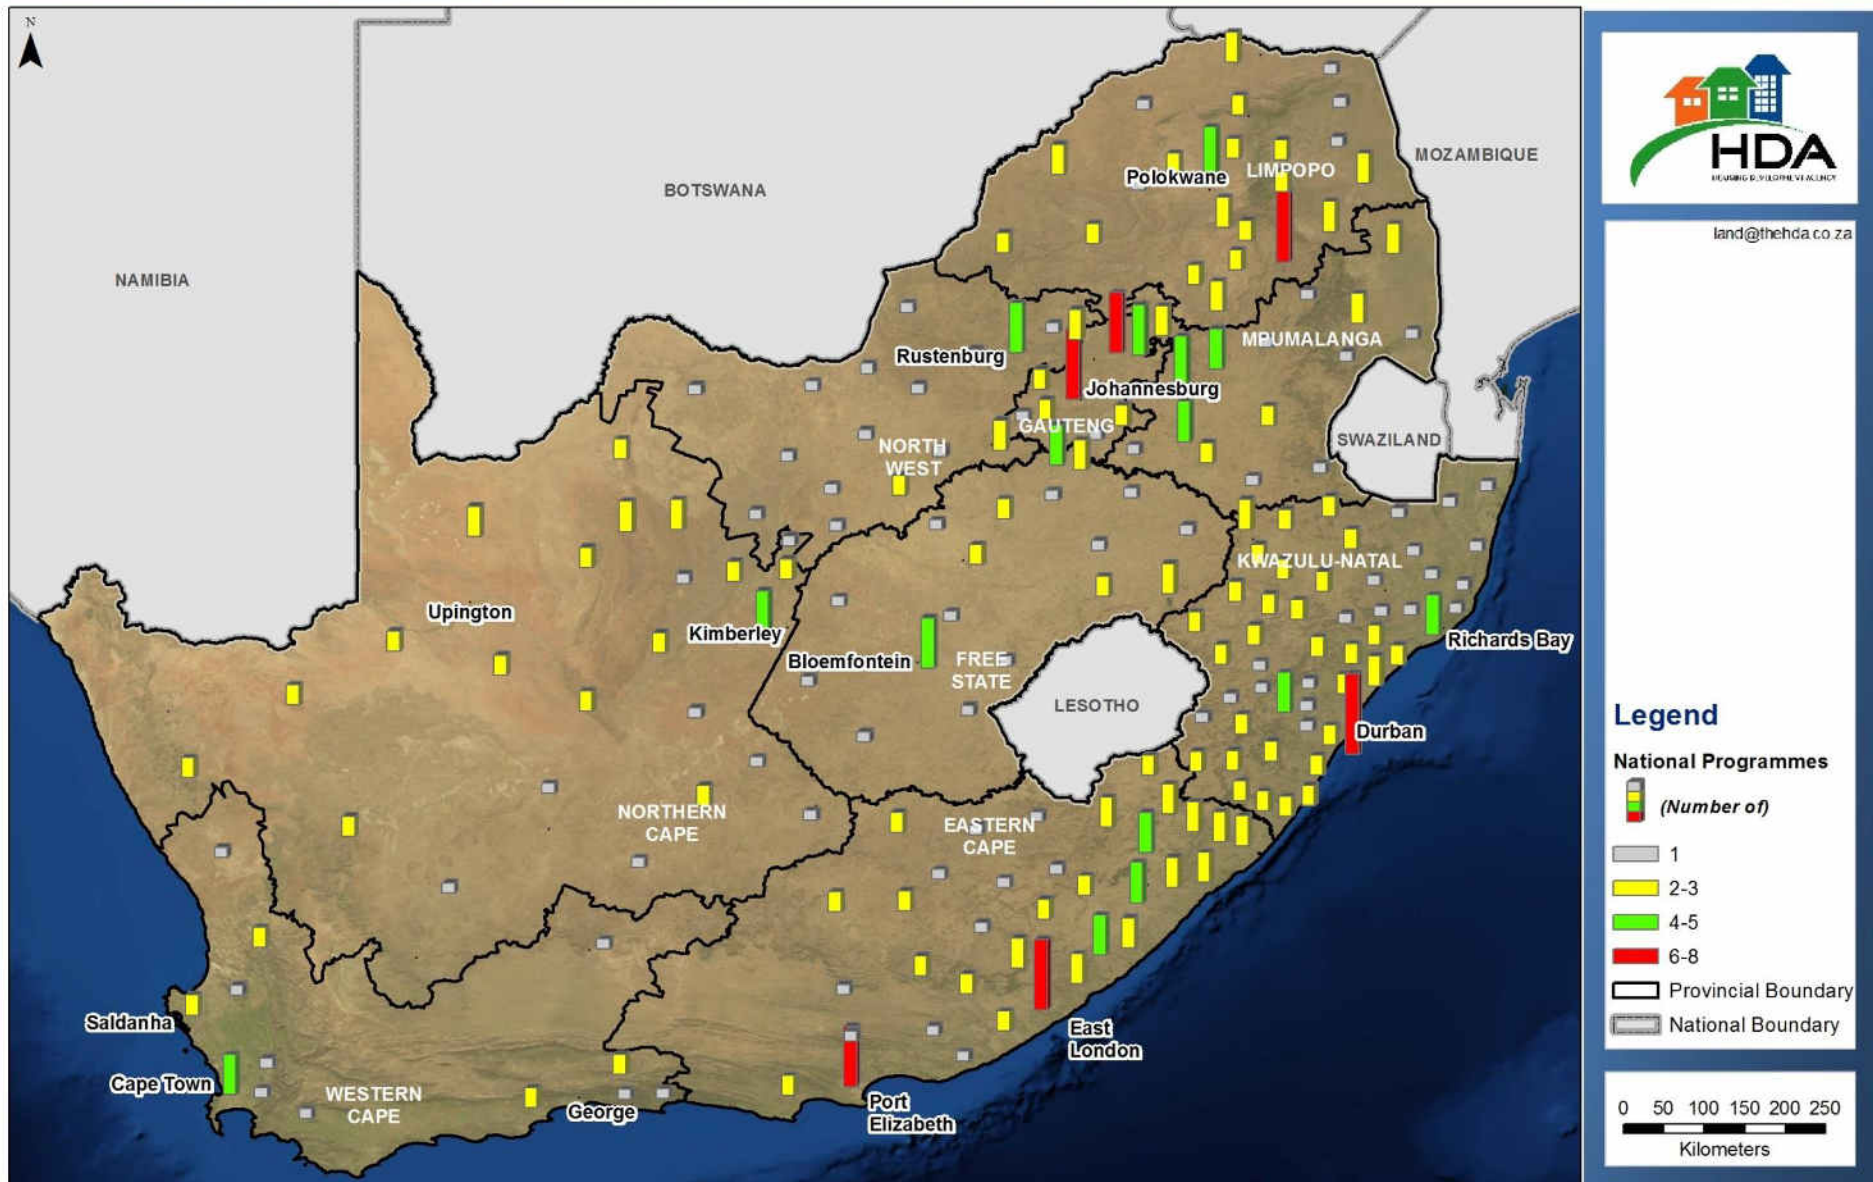 N
BOTSWANA
NAMIBIA
MOZAMBIQUE
LIMPOPO
Polokwane
Rustenburg
MPUMALANGA
Johannesburg
GAUTENG
NORTH
WEST
SWAZILAND
KWAZULU-NATAL
Upington
Kimberley
Bloemfontein
FREE
STATE
Richards Bay
LESOTHO
Durban
NORTHERN
CAPE
EASTERN
CAPE
Saldanha
Cape Town
WESTERN
CAPE
George
East
London
Port
Elizabeth
HDA
HOUSING DEVELOPMENT AGENCY
land@thehda.co.za
Legend
National Programmes
(Number of)
1
2-3
4-5
6-8
Provincial Boundary
National Boundary
0 50 100 150 200 250
Kilometers